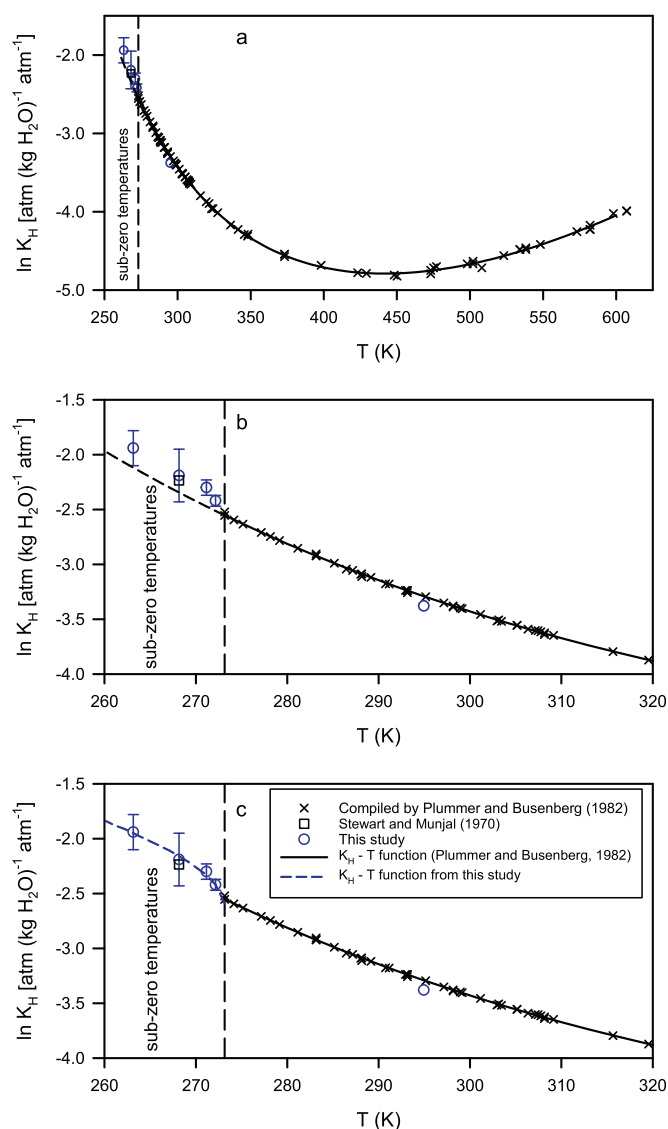 a
-2.0
-3.0
-4.0
-5.0
ln K_H [atm (kg H₂O)⁻¹ atm⁻¹]
sub-zero temperatures
250 300 350 400 450 500 550 600
T (K)
b
-1.5
-2.0
-2.5
-3.0
-3.5
-4.0
ln K_H [atm (kg H₂O)⁻¹ atm⁻¹]
sub-zero temperatures
260 270 280 290 300 310 320
T (K)
c
-1.5
-2.0
-2.5
-3.0
-3.5
-4.0
ln K_H [atm (kg H₂O)⁻¹ atm⁻¹]
sub-zero temperatures
Compiled by Plummer and Busenberg (1982)
Stewart and Munjal (1970)
This study
K_H - T function (Plummer and Busenberg, 1982)
K_H - T function from this study
260 270 280 290 300 310 320
T (K)